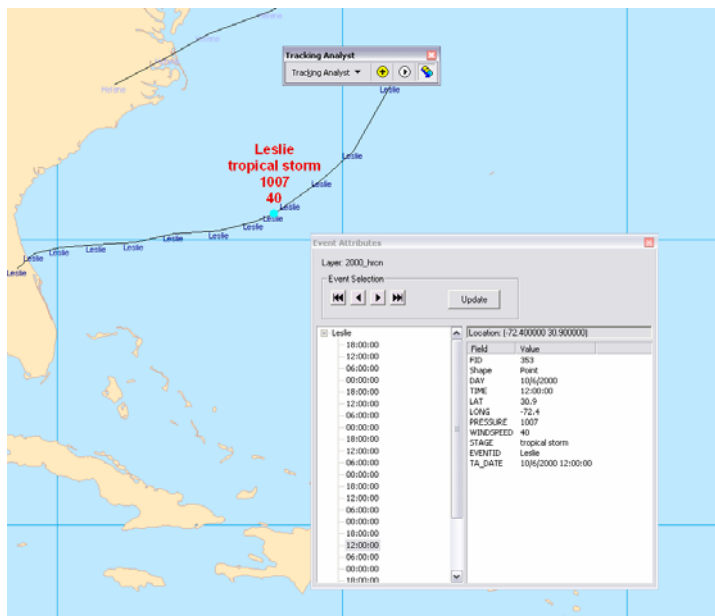 Helene
Helene
Helene
Tracking Analyst
Tracking Analyst
Leslie
Leslie
tropical storm
1007
40
Leslie
Leslie
Leslie
Leslie
Leslie
Leslie
Leslie
Leslie
Leslie
Leslie
Leslie
Leslie
Event Attributes
Layer: 2000_hrcn
Event Selection
Update
Leslie
18:00:00
12:00:00
06:00:00
00:00:00
18:00:00
12:00:00
06:00:00
00:00:00
18:00:00
12:00:00
06:00:00
00:00:00
18:00:00
12:00:00
06:00:00
00:00:00
18:00:00
12:00:00
06:00:00
00:00:00
18:00:00
Location: (-72.400000 30.900000)
Field Value
FID 353
Shape Point
DAY 10/6/2000
TIME 12:00:00
LAT 30.9
LONG -72.4
PRESSURE 1007
WINDSPEED 40
STAGE tropical storm
EVENTID Leslie
TA_DATE 10/6/2000 12:00:00